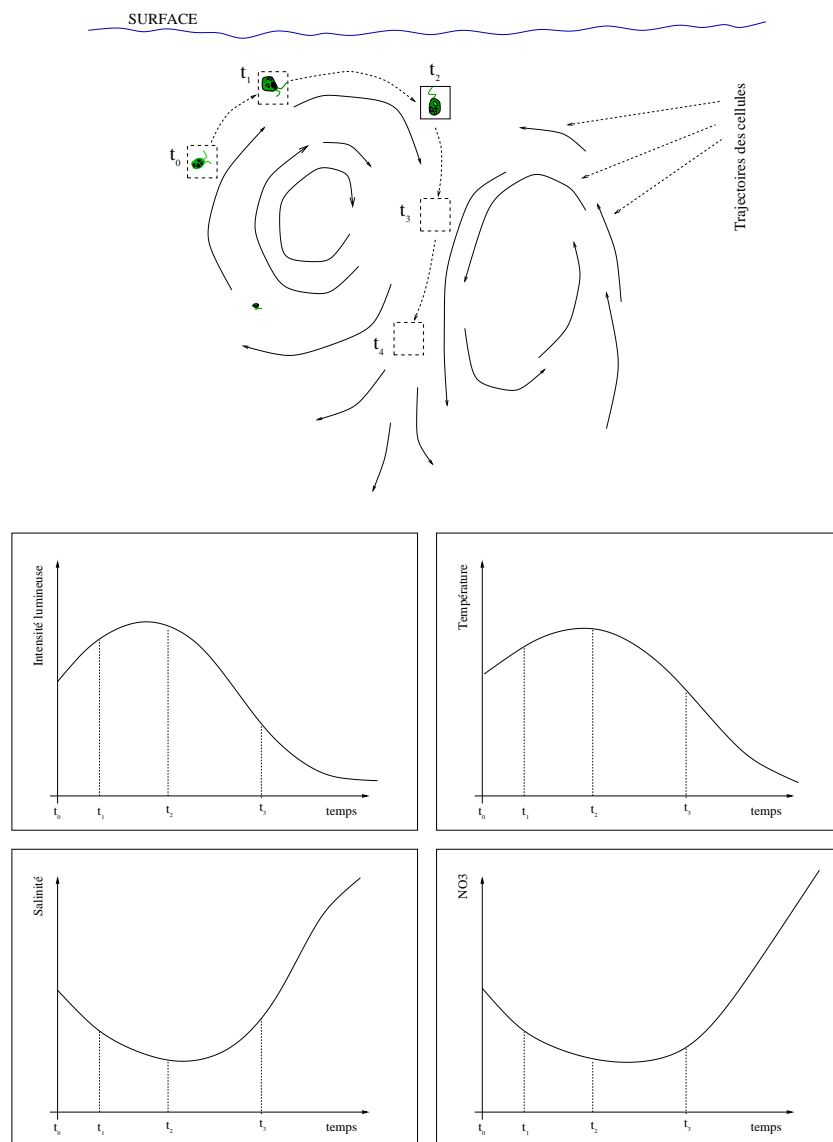 SURFACE
t1
t2
t0
Trajectoires des cellules
t3
t4
Intensité lumineuse
t0
t1
t2
t3
temps
Température
t0
t1
t2
t3
temps
Salinité
t0
t1
t2
t3
temps
NO3
t0
t1
t2
t3
temps